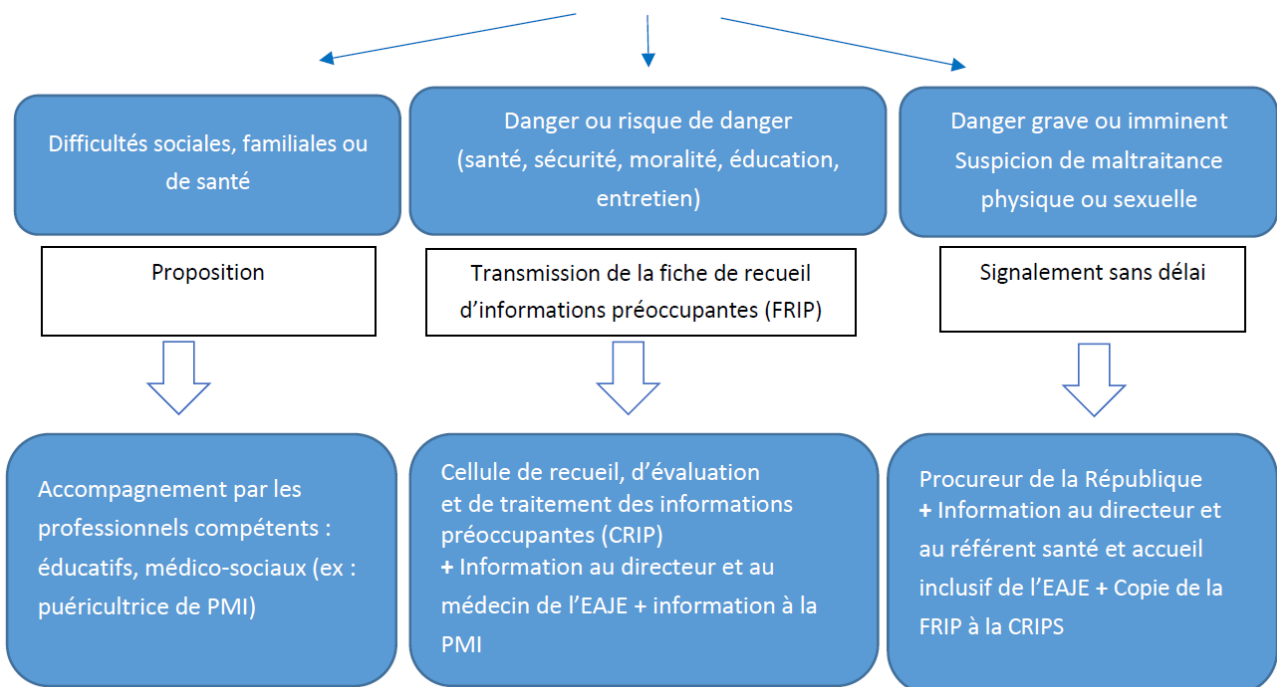 Difficultés sociales, familiales ou
de santé
Danger ou risque de danger
(santé, sécurité, moralité, éducation,
entretien)
Danger grave ou imminent
Suspicion de maltraitance
physique ou sexuelle
Proposition
Transmission de la fiche de recueil
d’informations préoccupantes (FRIP)
Signalement sans délai
Accompagnement par les
professionnels compétents :
éducatifs, médico-sociaux (ex :
puéricultrice de PMI)
Cellule de recueil, d’évaluation
et de traitement des informations
préoccupantes (CRIP)
+ Information au directeur et au
médecin de l’EAJE + information à la
PMI
Procureur de la République
+ Information au directeur et
au référent santé et accueil
inclusif de l’EAJE + Copie de la
FRIP à la CRIPS